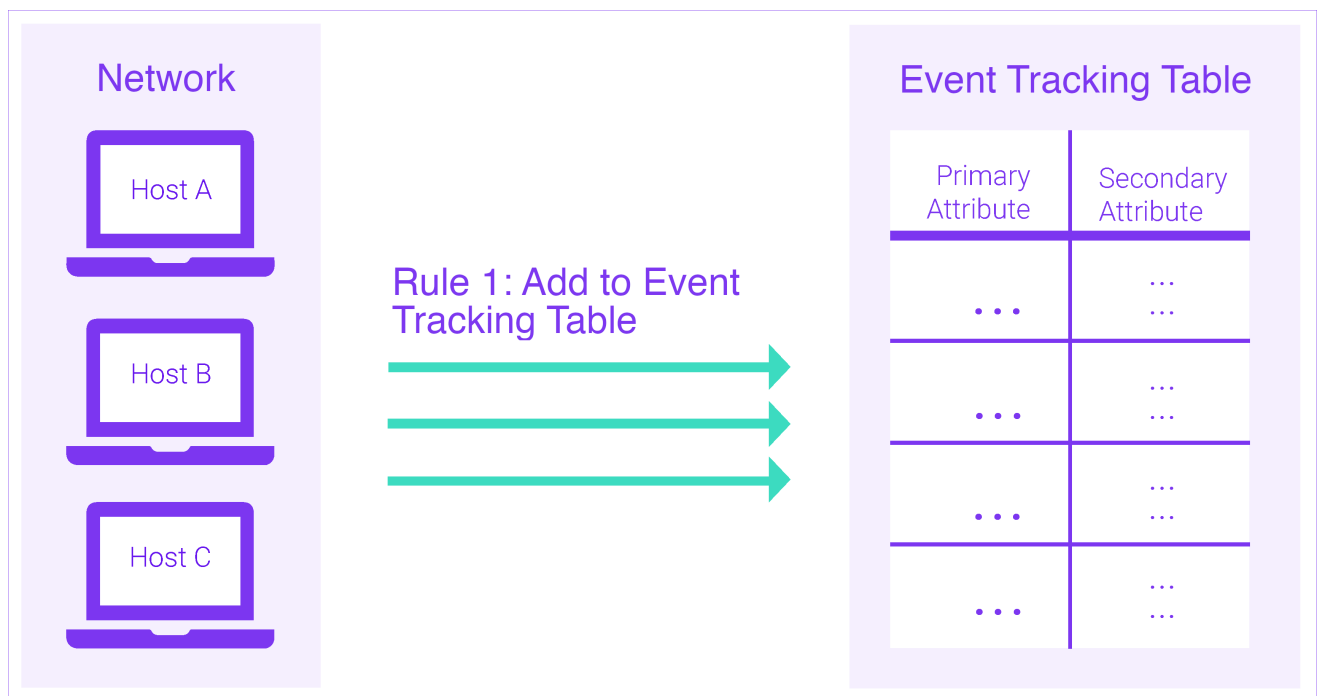 Network
Host A
Host B
Host C
Rule 1: Add to Event
Tracking Table
Event Tracking Table
Primary
Attribute
Secondary
Attribute
...
...
...
...
...
...
...
...
...
...
...
...